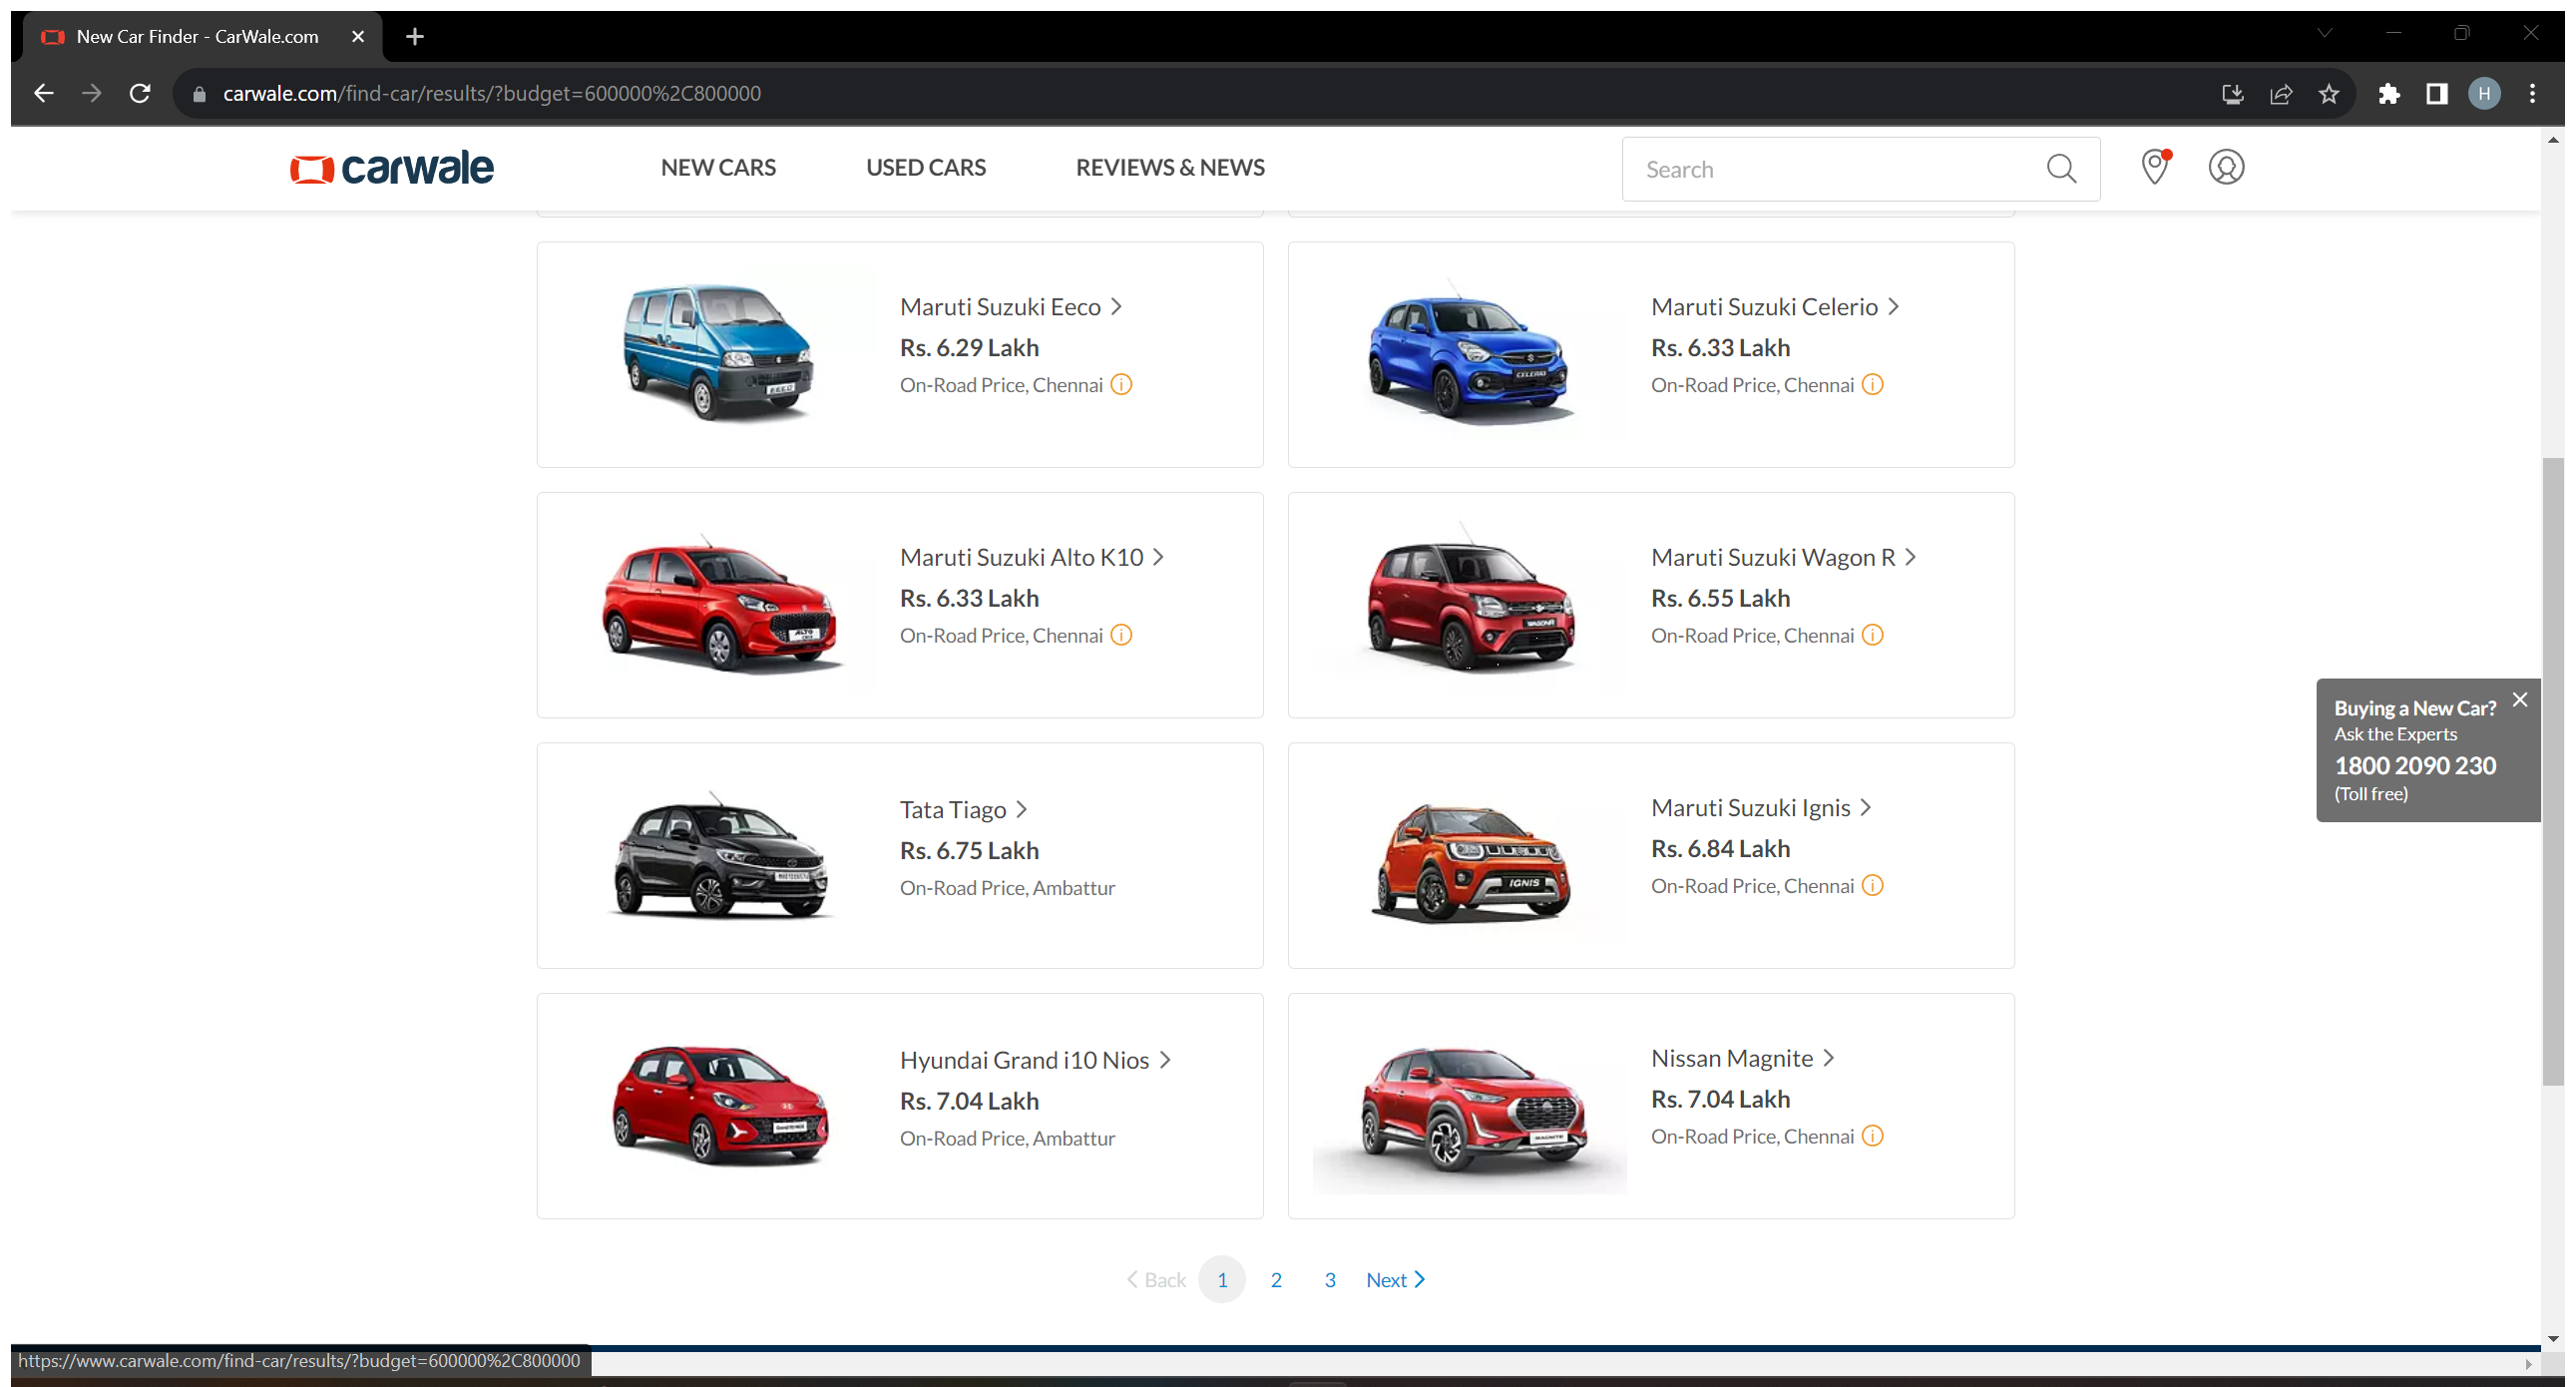 New Car Finder - CarWale.com
carwale.com/find-car/results/?budget=600000%2C800000
H
carwale
NEW CARS
USED CARS
REVIEWS & NEWS
Search
Maruti Suzuki Eeco
Rs. 6.29 Lakh
On-Road Price, Chennai
EECO
Maruti Suzuki Celerio
Rs. 6.33 Lakh
On-Road Price, Chennai
CELERIO
Maruti Suzuki Alto K10
Rs. 6.33 Lakh
On-Road Price, Chennai
ALTO
Maruti Suzuki Wagon R
Rs. 6.55 Lakh
On-Road Price, Chennai
WAGONR
Tata Tiago
Rs. 6.75 Lakh
On-Road Price, Ambattur
Maruti Suzuki Ignis
Rs. 6.84 Lakh
On-Road Price, Chennai
IGNIS
Hyundai Grand i10 Nios
Rs. 7.04 Lakh
On-Road Price, Ambattur
Nissan Magnite
Rs. 7.04 Lakh
On-Road Price, Chennai
MAGNITE
Buying a New Car?
Ask the Experts
1800 2090 230
(Toll free)
Back 1 2 3 Next
https://www.carwale.com/find-car/results/?budget=600000%2C800000